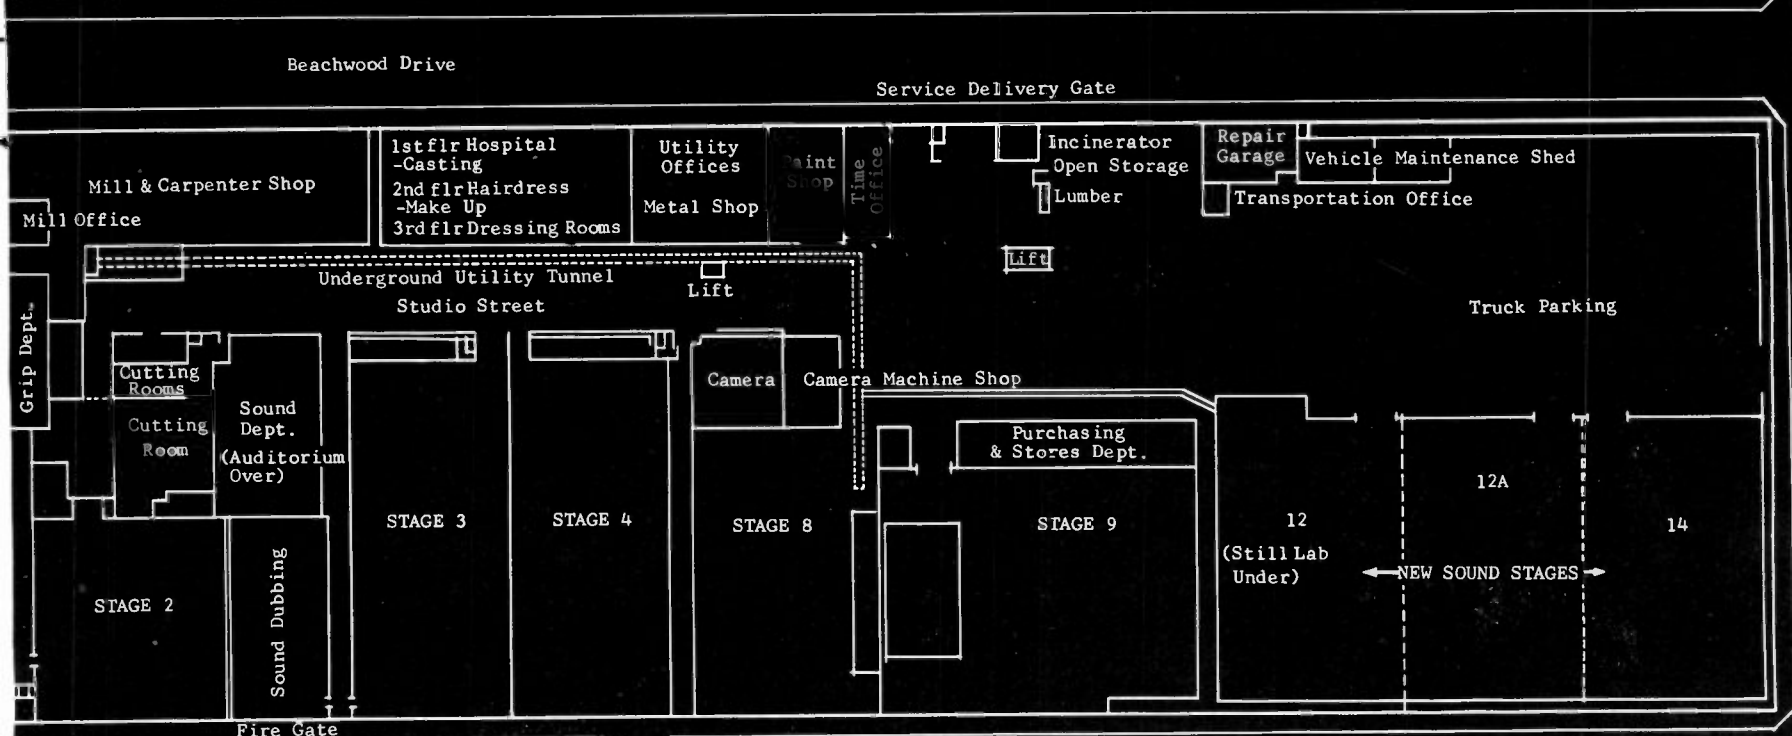 Beachwood Drive
Service Delivery Gate
Mill & Carpenter Shop
Mill Office
1st flr Hospital
-Casting
2nd flr Hairdress
-Make Up
3rd flr Dressing Rooms
Utility
Offices
Metal Shop
Paint
Shop
Time
Office
Incinerator
Open Storage
Lumber
Repair
Garage
Vehicle Maintenance Shed
Transportation Office
Lift
Underground Utility Tunnel
Lift
Studio Street
Truck Parking
Grip Dept.
Cutting
Rooms
Cutting
Room
Sound
Dept.
(Auditorium
Over)
Camera
Camera Machine Shop
Purchasing
& Stores Dept.
STAGE 2
Sound Dubbing
STAGE 3
STAGE 4
STAGE 8
STAGE 9
12
(Still Lab
Under)
12A
14
NEW SOUND STAGES
Fire Gate